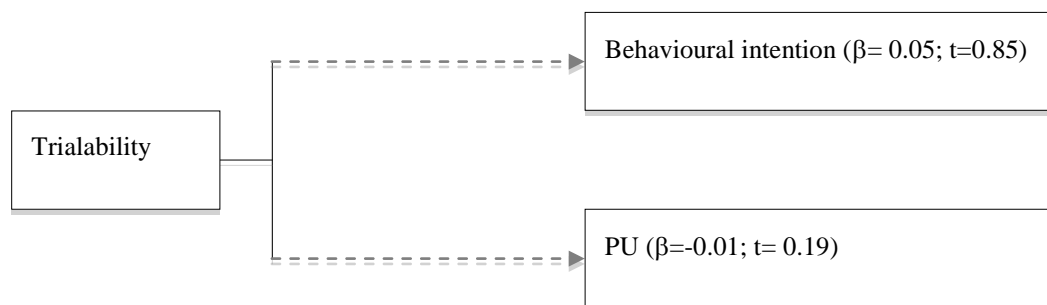 Behavioural intention (β= 0.05; t=0.85)
Trialability
PU (β=-0.01; t= 0.19)